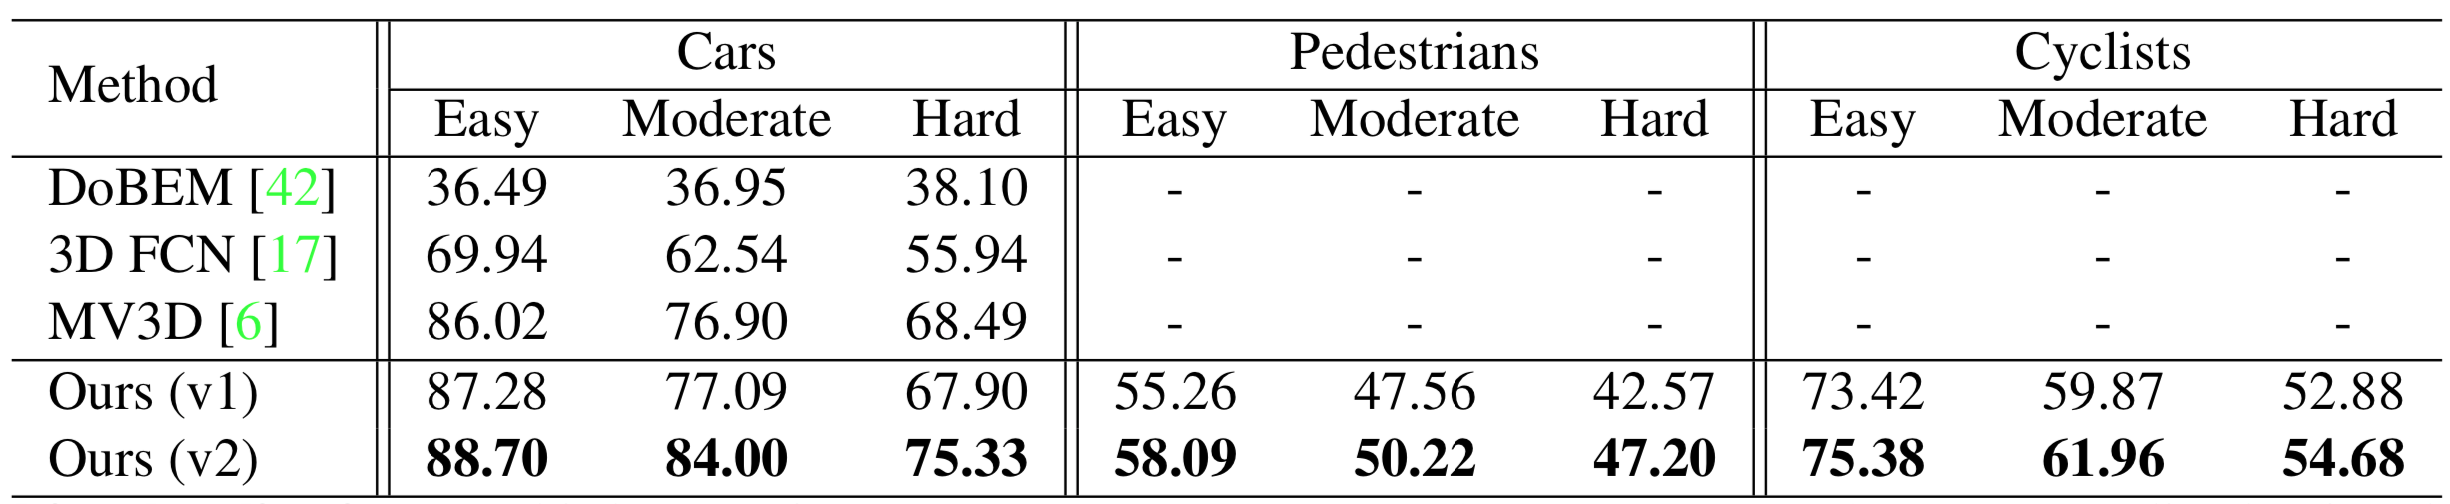 Method Cars Pedestrians Cyclists
Easy Moderate Hard Easy Moderate Hard Easy Moderate Hard
DoBEM [42] 36.49 36.95 38.10 - - - - - -
3D FCN [17] 69.94 62.54 55.94 - - - - - -
MV3D [6] 86.02 76.90 68.49 - - - - - -
Ours (v1) 87.28 77.09 67.90 55.26 47.56 42.57 73.42 59.87 52.88
Ours (v2) 88.70 84.00 75.33 58.09 50.22 47.20 75.38 61.96 54.68